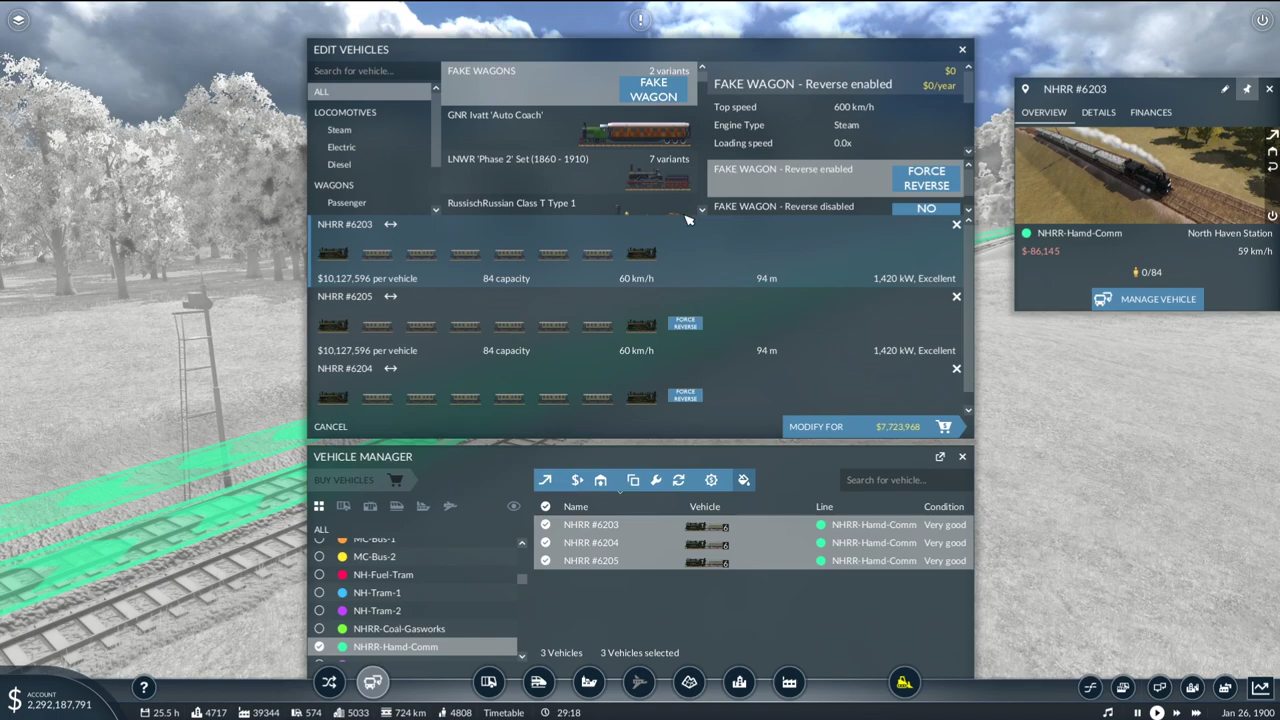 EDIT VEHICLES
Search for vehicle...
ALL
LOCOMOTIVES
Steam
Electric
Diesel
WAGONS
Passenger
FAKE WAGONS 2 variants
FAKE
WAGON
GNR Ivatt 'Auto Coach'
LNWR 'Phase 2' Set (1860 - 1910) 7 variants
RussischRussian Class T Type 1
FAKE WAGON - Reverse enabled
$0
$0/year
Top speed 600 km/h
Engine Type Steam
Loading speed 0.0x
FAKE WAGON - Reverse enabled
FORCE
REVERSE
FAKE WAGON - Reverse disabled
NO
NHRR #6203
$10,127,596 per vehicle 84 capacity 60 km/h 94 m 1,420 kW, Excellent
NHRR #6205
FORCE
REVERSE
$10,127,596 per vehicle 84 capacity 60 km/h 94 m 1,420 kW, Excellent
NHRR #6204
FORCE
REVERSE
CANCEL
MODIFY FOR $7,723,968
NHRR #6203
OVERVIEW DETAILS FINANCES
NHRR-Hamd-Comm North Haven Station
$-86,145 59 km/h
0/84
MANAGE VEHICLE
VEHICLE MANAGER
BUY VEHICLES
ALL
MC-Bus-1
MC-Bus-2
NH-Fuel-Tram
NH-Tram-1
NH-Tram-2
NHRR-Coal-Gasworks
NHRR-Hamd-Comm
Search for vehicle...
Name Vehicle Line Condition
NHRR #6203 6 NHRR-Hamd-Comm Very good
NHRR #6204 6 NHRR-Hamd-Comm Very good
NHRR #6205 6 NHRR-Hamd-Comm Very good
3 Vehicles 3 Vehicles selected
$ ACCOUNT
2,292,187,791
?
25.5 h 4717 39344 574 5033 724 km 4808 Timetable 29:18
Jan 26, 1900